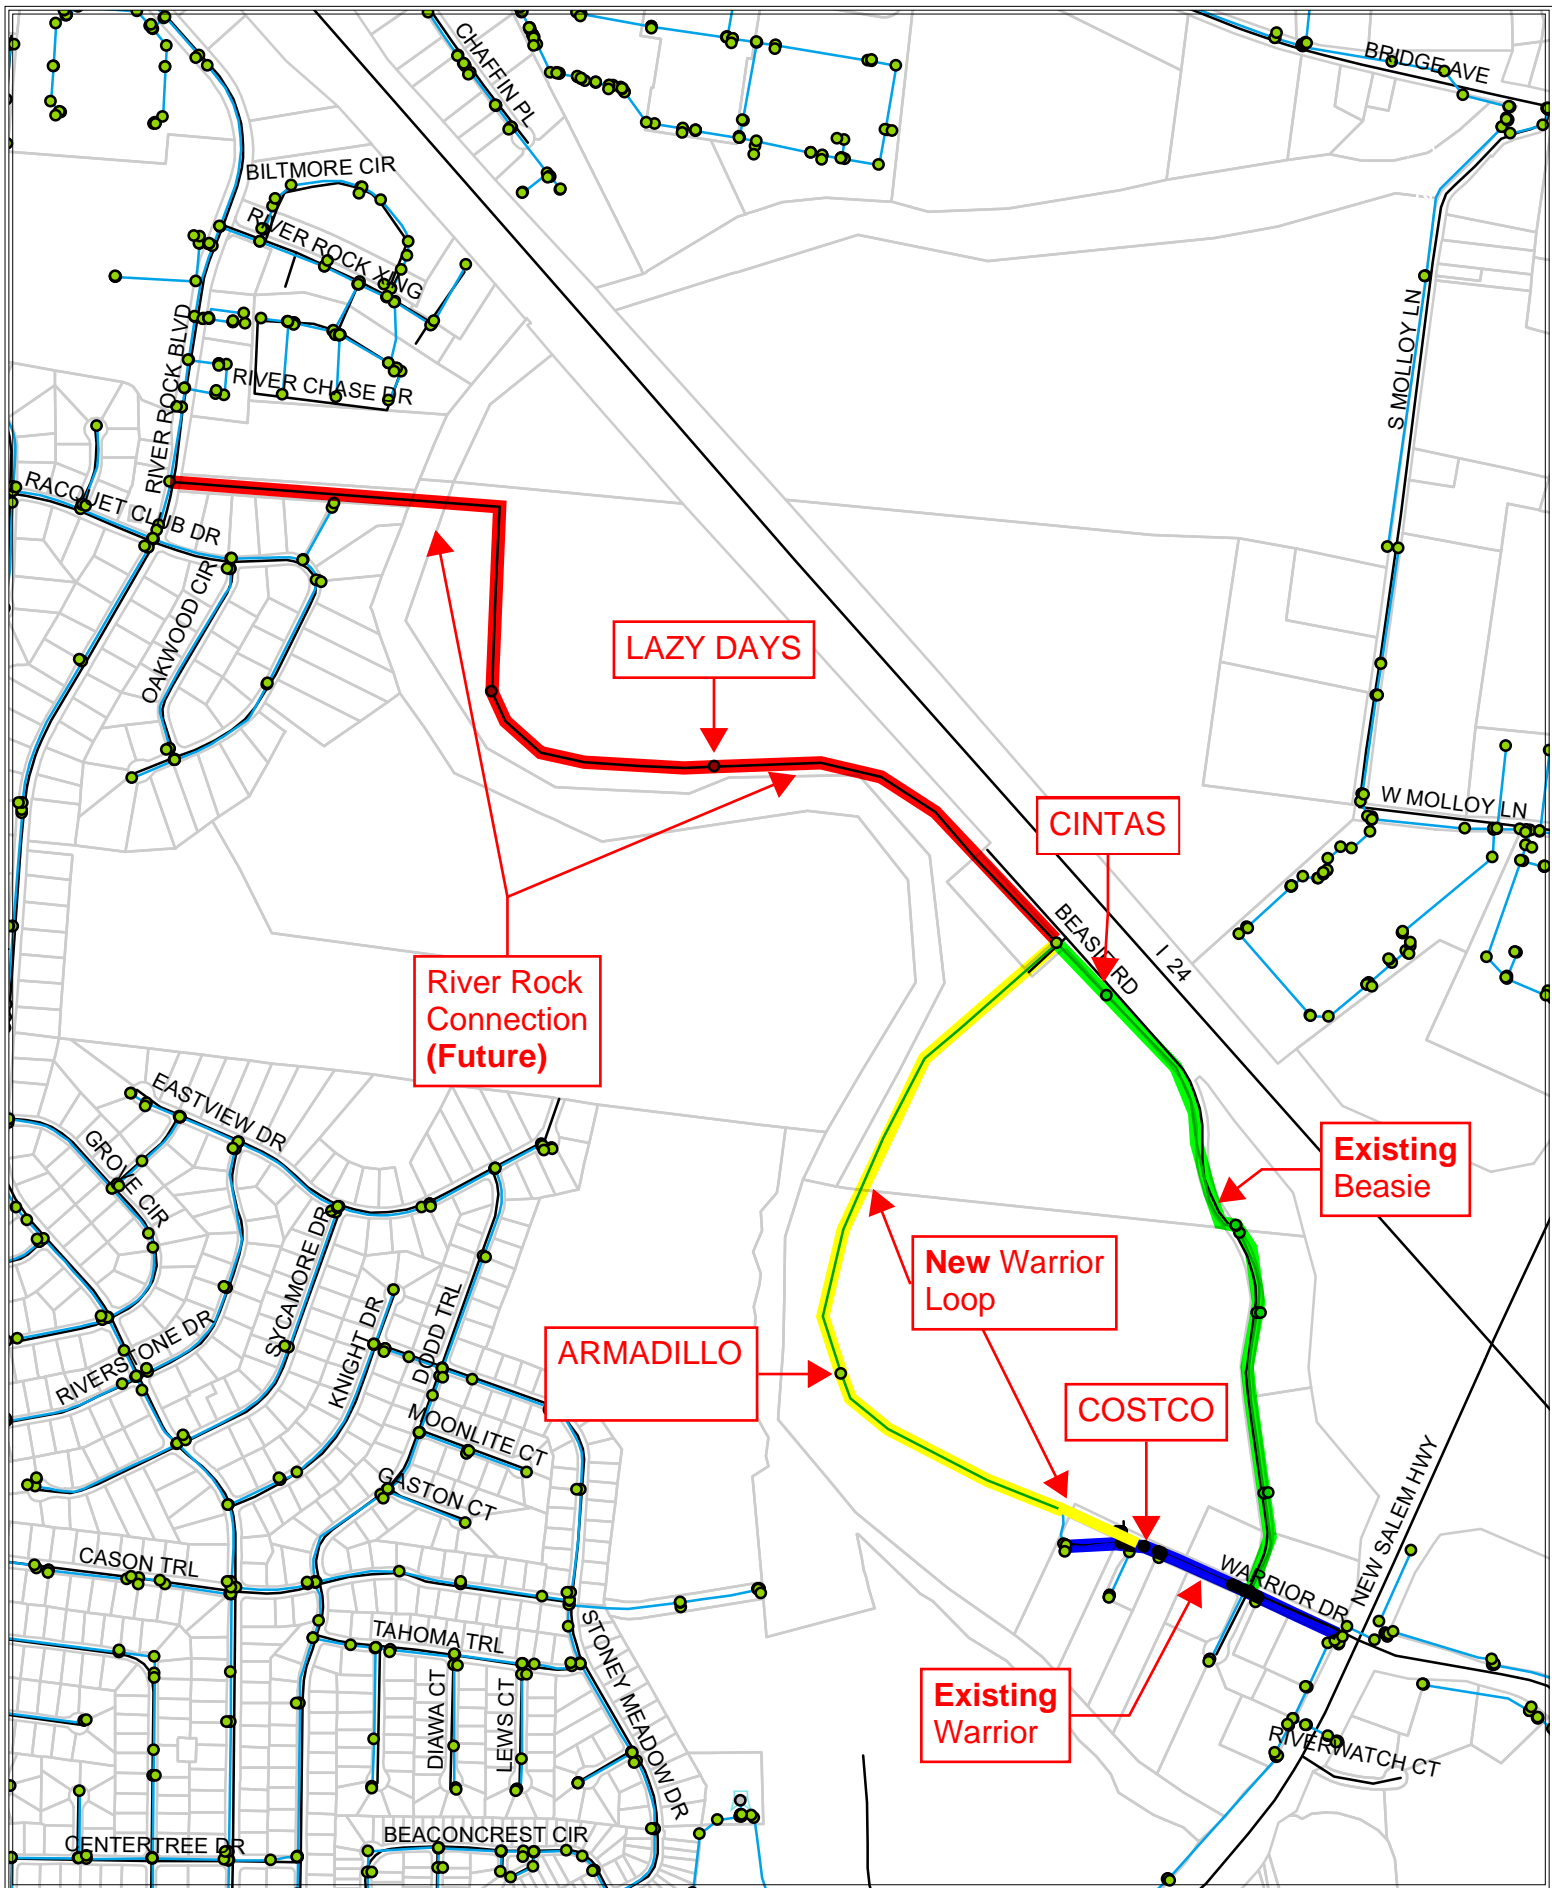 CHAFFIN PL
BRIDGE AVE
BILTMORE CIR
RIVER ROCK XING
RIVER ROCK BLVD
RIVER CHASE DR
S MOLLOY LN
RACQUET CLUB DR
OAKWOOD CIR
LAZY DAYS
W MOLLOY LN
CINTAS
BEASIE RD
I 24
River Rock
Connection
(Future)
EASTVIEW DR
GROVE CIR
Existing
Beasie
SYCAMORE DR
New Warrior
Loop
RIVERSTONE DR
KNIGHT DR
DODD TRL
ARMADILLO
COSTCO
MOONLITE CT
GASTON CT
NEW SALEM HWY
CASON TRL
WARRIOR DR
TAHOMA TRL
STONEY MEADOW DR
DIAWA CT
LEWS CT
Existing
Warrior
RIVERWATCH CT
CENTERTREE DR
BEACONCREST CIR